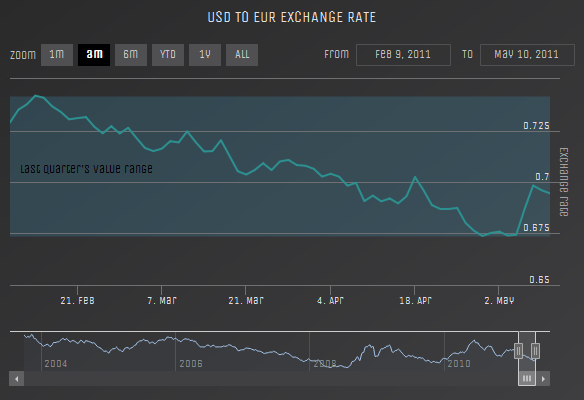 USD TO EUR EXCHANGE RATE
Zoom 1m 3m 6m YTD 1y All From Feb 9, 2011 To May 10, 2011
0.725
Last quarter's value range
0.7
Exchange rate
0.675
0.65
21. Feb 7. Mar 21. Mar 4. Apr 18. Apr 2. May
2004 2006 2008 2010